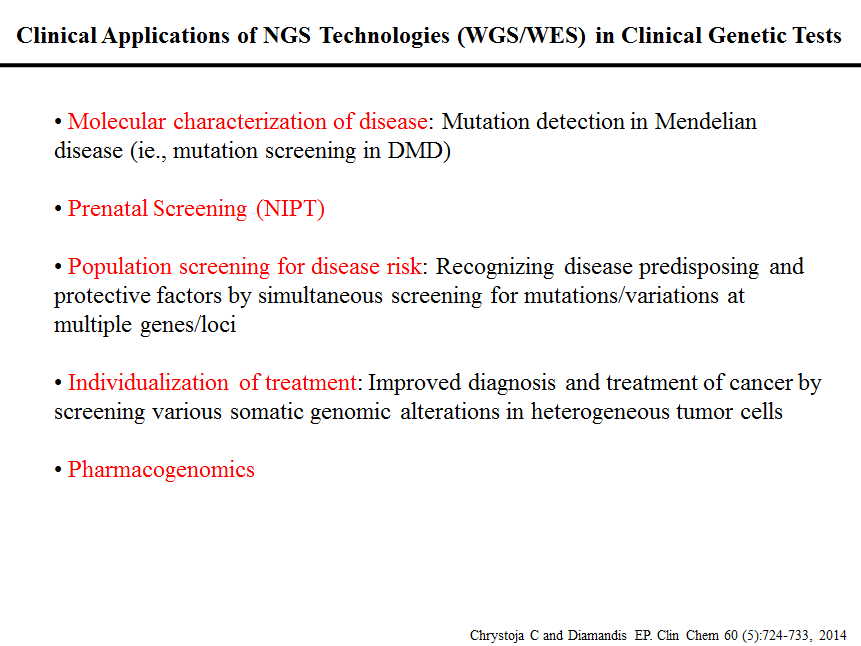 Clinical Applications of NGS Technologies (WGS/WES) in Clinical Genetic Tests
• Molecular characterization of disease: Mutation detection in Mendelian
disease (ie., mutation screening in DMD)
• Prenatal Screening (NIPT)
• Population screening for disease risk: Recognizing disease predisposing and
protective factors by simultaneous screening for mutations/variations at
multiple genes/loci
• Individualization of treatment: Improved diagnosis and treatment of cancer by
screening various somatic genomic alterations in heterogeneous tumor cells
• Pharmacogenomics
Chrystoja C and Diamandis EP. Clin Chem 60 (5):724-733, 2014